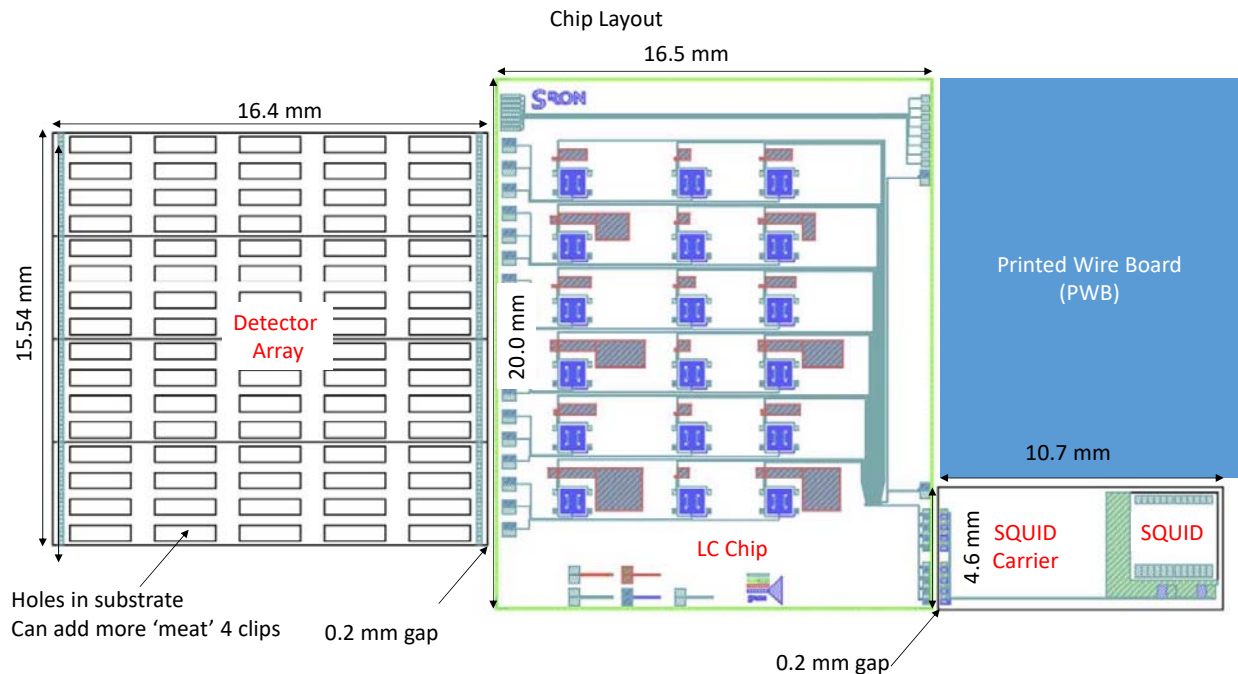 Chip Layout
16.5 mm
SRON
16.4 mm
15.54 mm
Detector
Array
20.0 mm
Printed Wire Board
(PWB)
10.7 mm
LC Chip
4.6 mm
SQUID
Carrier
SQUID
Holes in substrate
Can add more ‘meat’ 4 clips
0.2 mm gap
0.2 mm gap